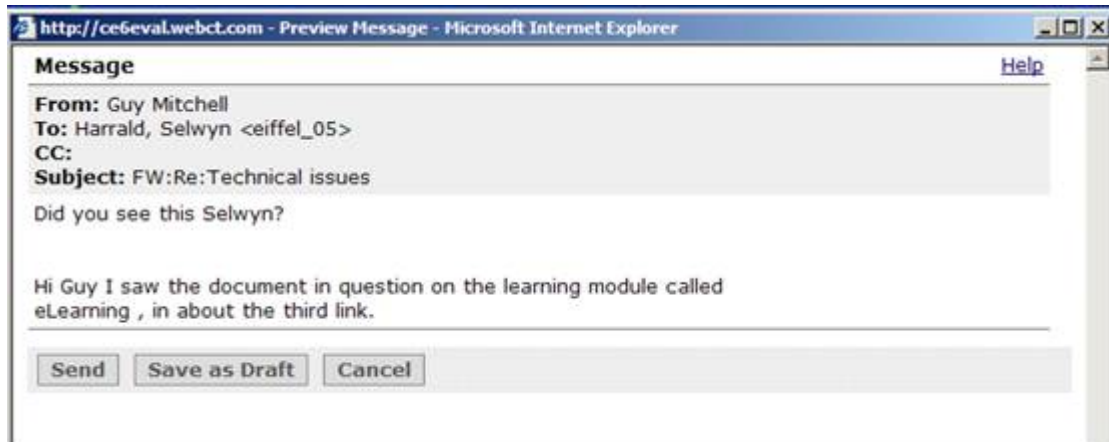 http://ce6eval.webct.com - Preview Message - Microsoft Internet Explorer
Message Help
From: Guy Mitchell
To: Harrald, Selwyn <eiffel_05>
CC:
Subject: FW:Re:Technical issues
Did you see this Selwyn?
Hi Guy I saw the document in question on the learning module called
eLearning , in about the third link.
Send Save as Draft Cancel